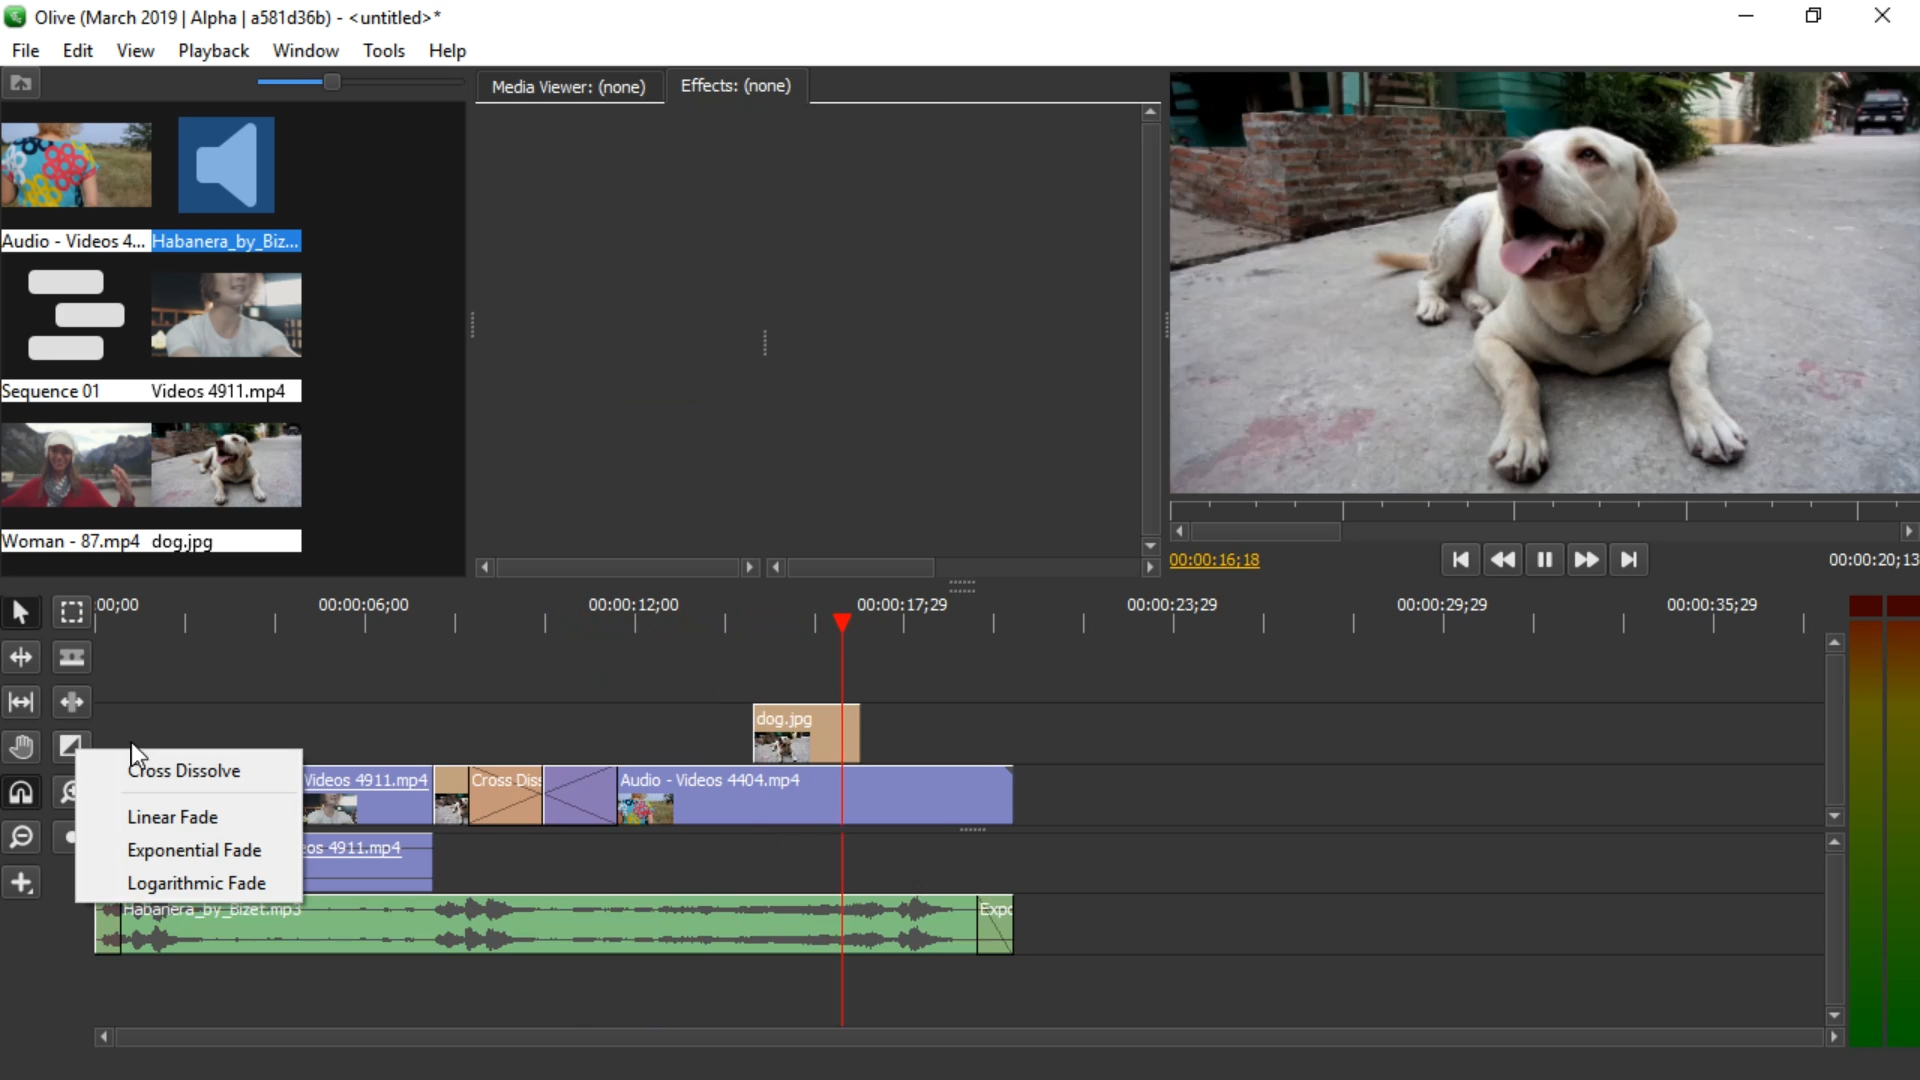 Olive (March 2019 | Alpha | a581d36b) - <untitled>*
File Edit View Playback Window Tools Help
Media Viewer: (none) Effects: (none)
Audio - Videos 4... Habanera_by_Biz...
Sequence 01 Videos 4911.mp4
Woman - 87.mp4 dog.jpg
00:00:16;18 00:00:20;13
:00;00 00:00:06;00 00:00:12;00 00:00:17;29 00:00:23;29 00:00:29;29 00:00:35;29
dog.jpg
Cross Dissolve
Linear Fade
Exponential Fade
Logarithmic Fade
Videos 4911.mp4 Cross Diss Audio - Videos 4404.mp4
eos 4911.mp4
Habanera_by_Bizet.mp3 Expo